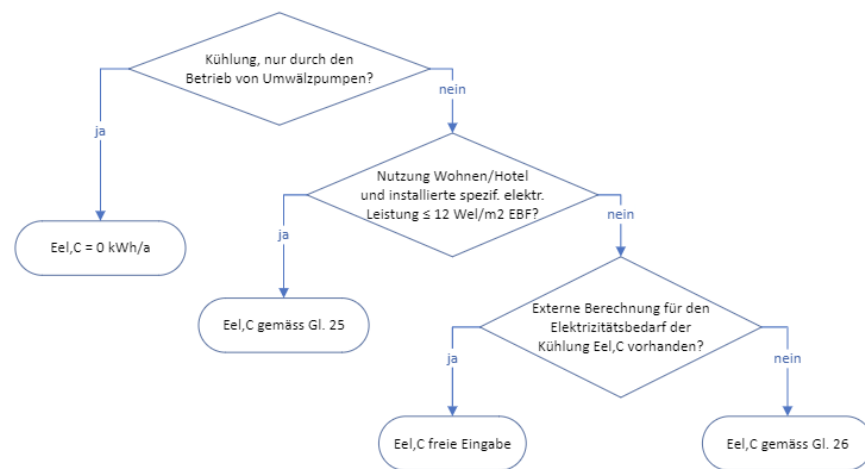 Kühlung, nur durch den
Betrieb von Umwälzpumpen?
nein
ja
Nutzung Wohnen/Hotel
und installierte spezif. elektr.
Leistung ≤ 12 Wel/m2 EBF?
nein
ja
Eel,C = 0 kWh/a
Externe Berechnung für den
Elektrizitätsbedarf der
Kühlung Eel,C vorhanden?
Eel,C gemäss Gl. 25
ja
nein
Eel,C freie Eingabe
Eel,C gemäss Gl. 26